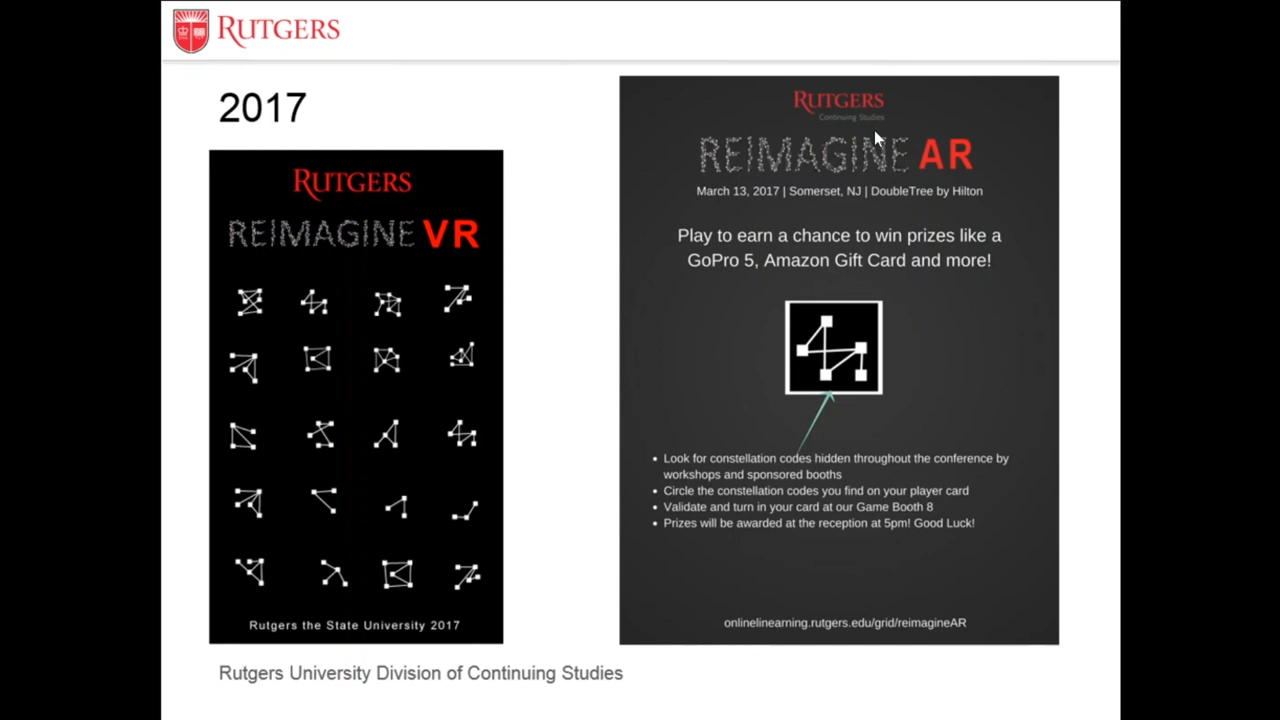 RUTGERS
2017
RUTGERS
REIMAGINE VR
Rutgers the State University 2017
RUTGERS
Continuing Studies
REIMAGINE AR
March 13, 2017 | Somerset, NJ | DoubleTree by Hilton
Play to earn a chance to win prizes like a
GoPro 5, Amazon Gift Card and more!
• Look for constellation codes hidden throughout the conference by
workshops and sponsored booths
• Circle the constellation codes you find on your player card
• Validate and turn in your card at our Game Booth 8
• Prizes will be awarded at the reception at 5pm! Good Luck!
onlinelinearning.rutgers.edu/grid/reimagineAR
Rutgers University Division of Continuing Studies